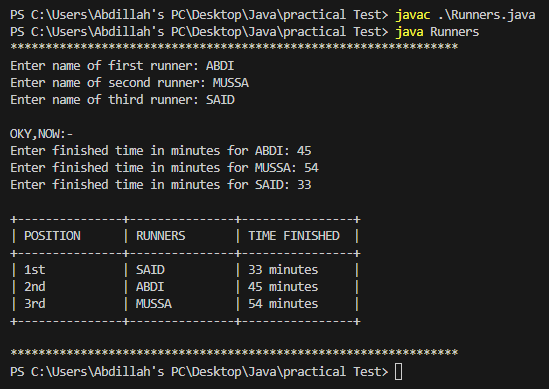 PS C:\Users\Abdillah's PC\Desktop\Java\practical Test> javac .\Runners.java
PS C:\Users\Abdillah's PC\Desktop\Java\practical Test> java Runners
****************************************************************
Enter name of first runner: ABDI
Enter name of second runner: MUSSA
Enter name of third runner: SAID

OKY,NOW:-
Enter finished time in minutes for ABDI: 45
Enter finished time in minutes for MUSSA: 54
Enter finished time in minutes for SAID: 33

+---------------+---------------+----------------+
| POSITION      | RUNNERS       | TIME FINISHED  |
+---------------+---------------+----------------+
| 1st           | SAID          | 33 minutes     |
| 2nd           | ABDI          | 45 minutes     |
| 3rd           | MUSSA         | 54 minutes     |
+---------------+---------------+----------------+

****************************************************************
PS C:\Users\Abdillah's PC\Desktop\Java\practical Test>